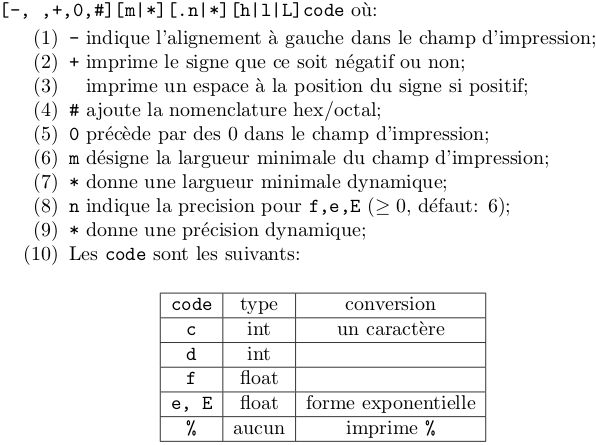 [-, ,+,0,#][m|*][.n|*][h|l|L]code où:
(1) - indique l'alignement à gauche dans le champ d'impression;
(2) + imprime le signe que ce soit négatif ou non;
(3) imprime un espace à la position du signe si positif;
(4) # ajoute la nomenclature hex/octal;
(5) 0 précède par des 0 dans le champ d'impression;
(6) m désigne la largueur minimale du champ d'impression;
(7) * donne une largueur minimale dynamique;
(8) n indique la precision pour f,e,E (≥ 0, défaut: 6);
(9) * donne une précision dynamique;
(10) Les code sont les suivants:
code type conversion
c int un caractère
d int
f float
e, E float forme exponentielle
% aucun imprime %